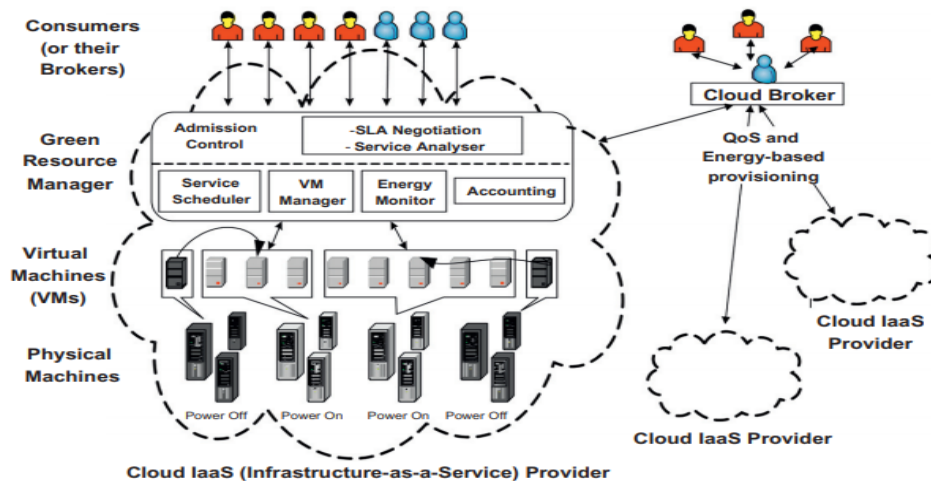 Consumers
(or their
Brokers)
Cloud Broker
Green
Resource
Manager
Admission
Control
-SLA Negotiation
- Service Analyser
QoS and
Energy-based
provisioning
Service
Scheduler
VM
Manager
Energy
Monitor
Accounting
Virtual
Machines
(VMs)
Physical
Machines
Power Off
Power On
Power On
Power Off
Cloud IaaS
Provider
Cloud IaaS Provider
Cloud IaaS (Infrastructure-as-a-Service) Provider